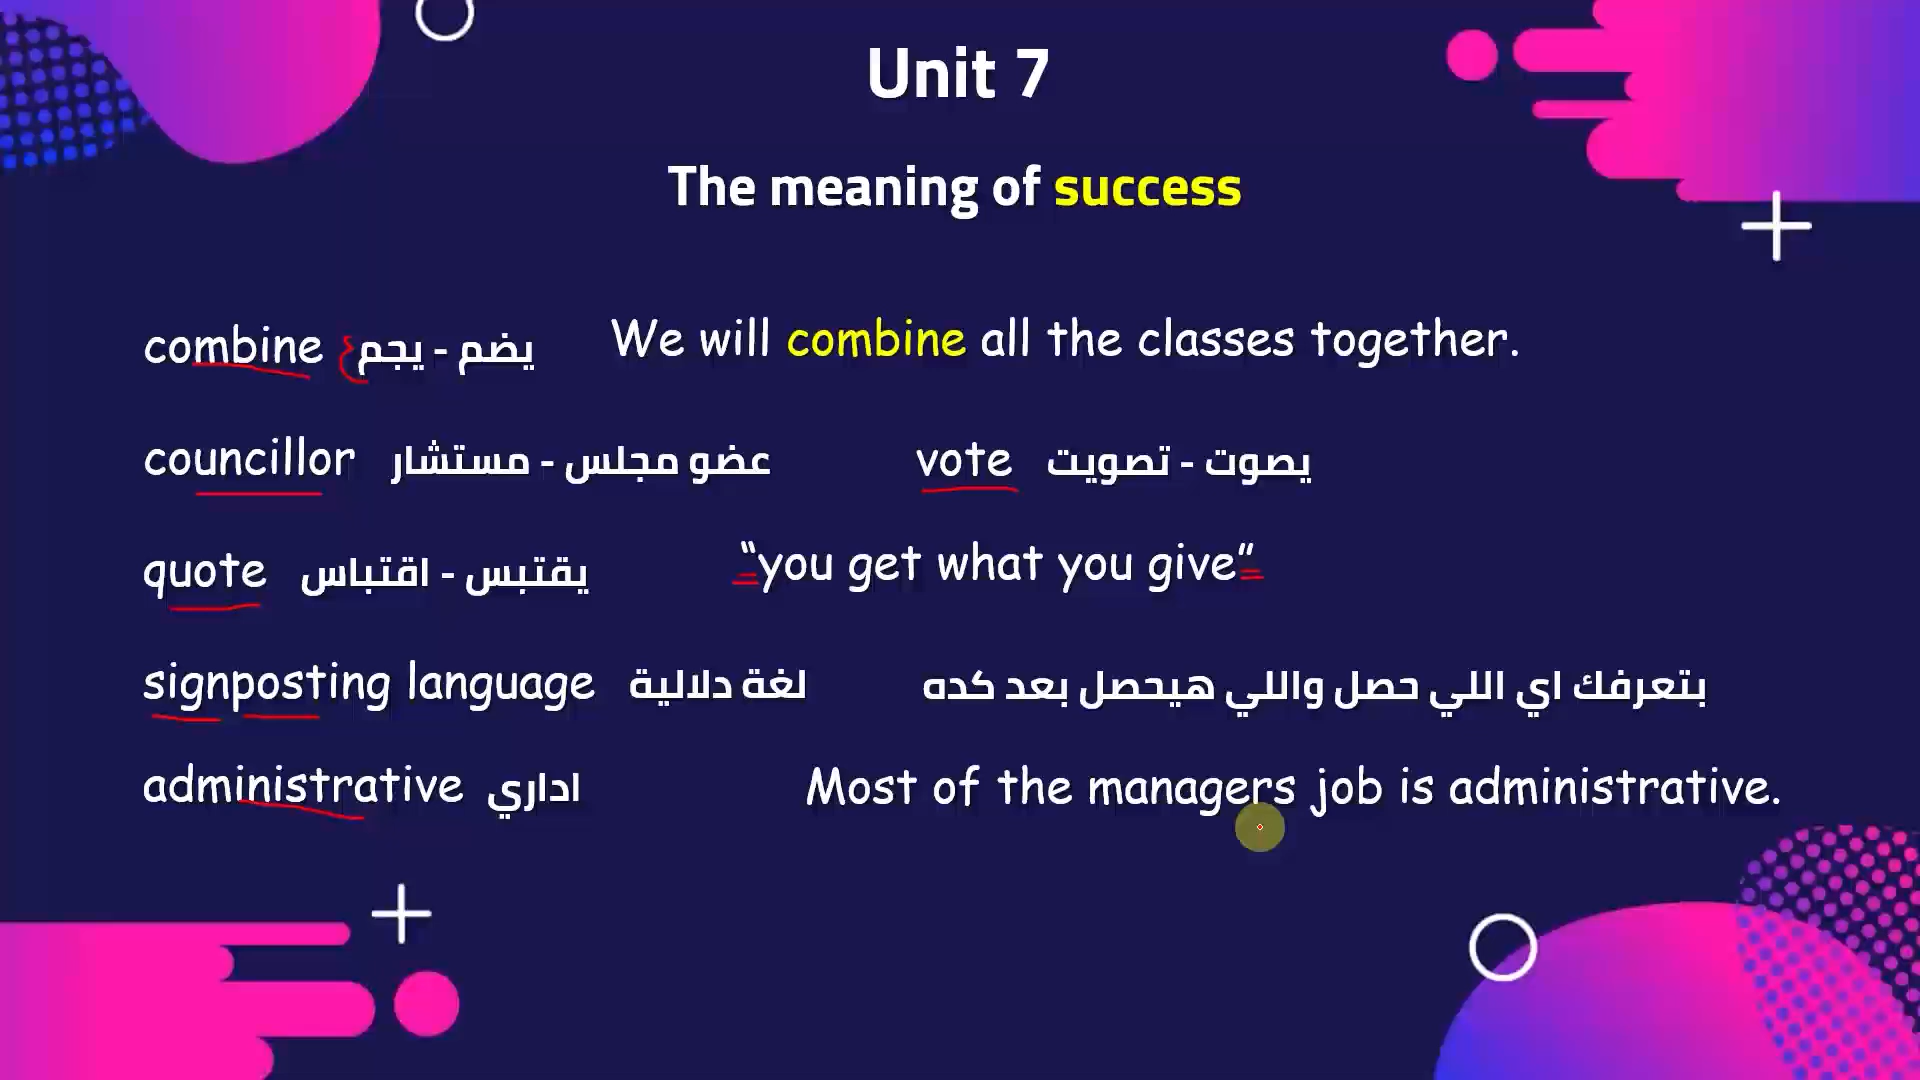 Unit 7
The meaning of success
combine يضم - يجمع We will combine all the classes together.
councillor عضو مجلس - مستشار vote يصوت - تصويت
quote يقتبس - اقتباس “you get what you give”
signposting language لغة دلالية بتعرفك اي اللي حصل واللي هيحصل بعد كده
administrative اداري Most of the managers job is administrative.